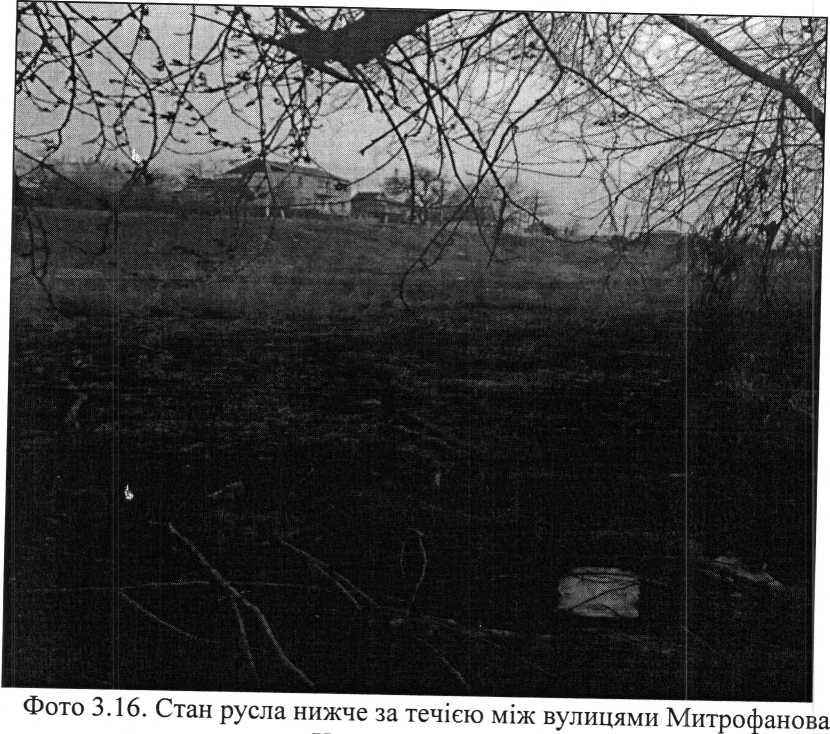 Фото 3.16. Стан русла нижче за течією між вулицями Митрофанова